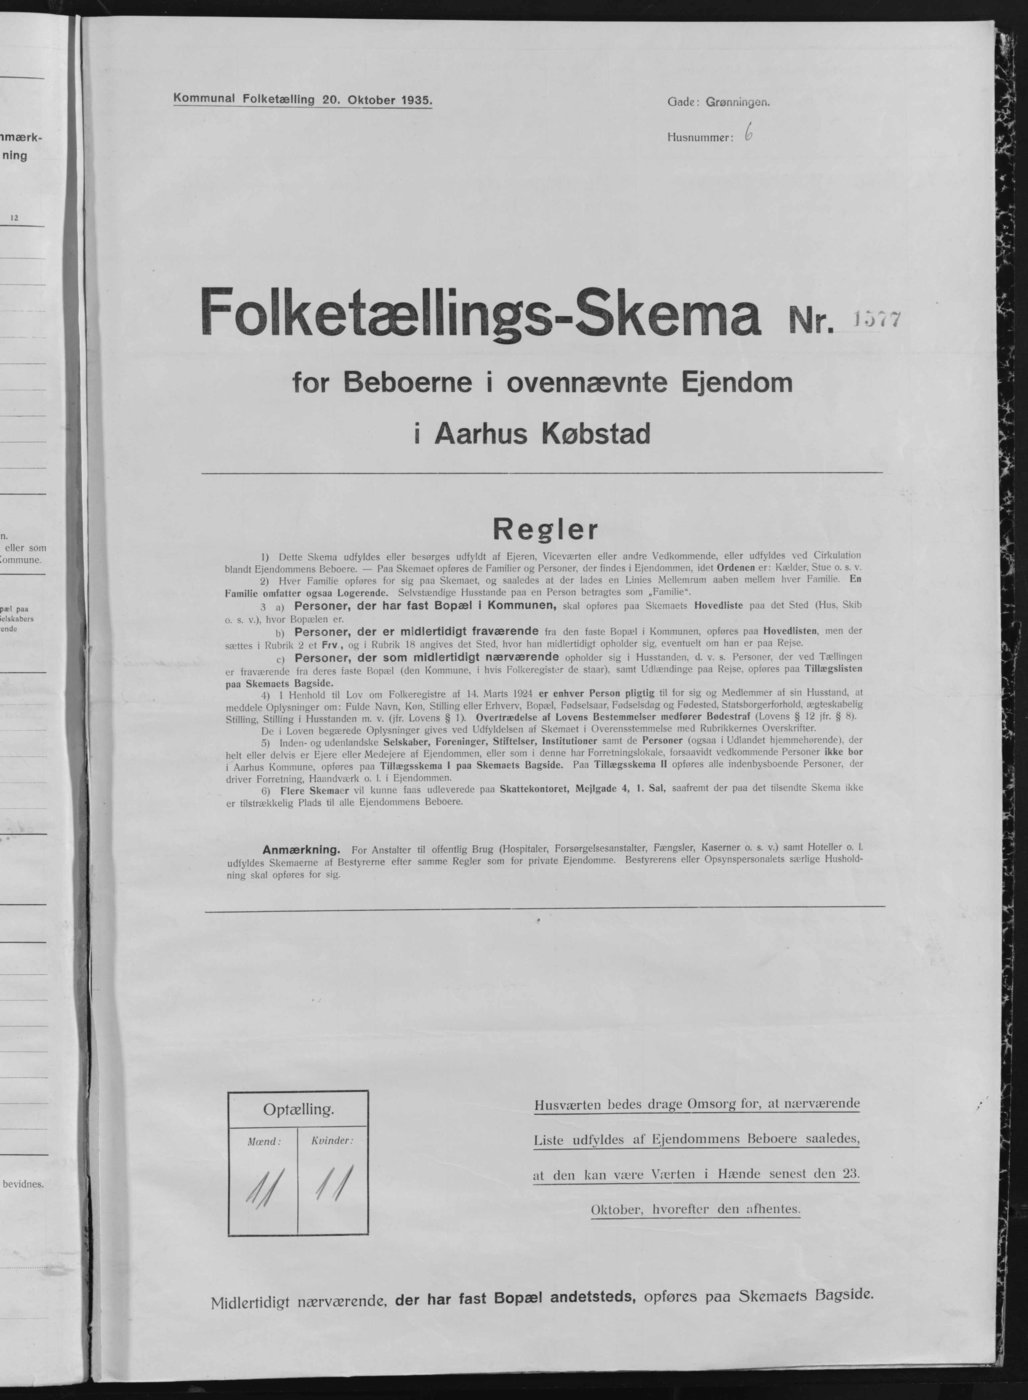 nmærk-
ning
12
n.
eller som
Kommune.
pæl paa
Selskabers
ende
bevidnes.
Kommunal Folketælling 20. Oktober 1935.
Gade: Grønningen.
Husnummer: 6
Folketællings-Skema Nr. 1577
for Beboerne i ovennævnte Ejendom
i Aarhus Købstad
Regler
1) Dette Skema udfyldes eller besørges udfyldt af Ejeren, Viceværten eller andre Vedkommende, eller udfyldes ved Cirkulation
blandt Ejendommens Beboere. — Paa Skemaet opføres de Familier og Personer, der findes i Ejendommen, idet Ordenen er: Kælder, Stue o. s. v.
2) Hver Familie opføres for sig paa Skemaet, og saaledes at der lades en Linies Mellemrum aaben mellem hver Familie. En
Familie omfatter ogsaa Logerende. Selvstændige Husstande paa en Person betragtes som „Familie“.
3 a) Personer, der har fast Bopæl i Kommunen, skal opføres paa Skemaets Hovedliste paa det Sted (Hus, Skib
o. s. v.), hvor Bopælen er.
b) Personer, der er midlertidigt fraværende fra den faste Bopæl i Kommunen, opføres paa Hovedlisten, men der
sættes i Rubrik 2 et Frv., og i Rubrik 18 angives det Sted, hvor han midlertidigt opholder sig, eventuelt om han er paa Rejse.
c) Personer, der som midlertidigt nærværende opholder sig i Husstanden, d. v. s. Personer, der ved Tællingen
er fraværende fra deres faste Bopæl (den Kommune, i hvis Folkeregister de staar), samt Udlændinge paa Rejse, opføres paa Tillægslisten
paa Skemaets Bagside.
4) I Henhold til Lov om Folkeregistre af 14. Marts 1924 er enhver Person pligtig til for sig og Medlemmer af sin Husstand, at
meddele Oplysninger om: Fulde Navn, Køn, Stilling eller Erhverv, Bopæl, Fødselsaar, Fødselsdag og Fødested, Statsborgerforhold, ægteskabelig
Stilling, Stilling i Husstanden m. v. (jfr. Lovens § 1). Overtrædelse af Lovens Bestemmelser medfører Bødestraf (Lovens § 12 jfr. § 8).
De i Loven begærede Oplysninger gives ved Udfyldelsen af Skemaet i Overensstemmelse med Rubrikkernes Overskrifter.
5) Inden- og udenlandske Selskaber, Foreninger, Stiftelser, Institutioner samt de Personer (ogsaa i Udlandet hjemmehørende), der
helt eller delvis er Ejere eller Medejere af Ejendommen, eller som i denne har Forretningslokale, forsaavidt vedkommende Personer ikke bor
i Aarhus Kommune, opføres paa Tillægsskema I paa Skemaets Bagside. Paa Tillægsskema II opføres alle indenbysboende Personer, der
driver Forretning, Haandværk o. l. i Ejendommen.
6) Flere Skemaer vil kunne faas udleverede paa Skattekontoret, Mejlgade 4, 1. Sal, saafremt der paa det tilsendte Skema ikke
er tilstrækkelig Plads til alle Ejendommens Beboere.
Anmærkning. For Anstalter til offentlig Brug (Hospitaler, Forsørgelsesanstalter, Fængsler, Kaserner o. s. v.) samt Hoteller o. l.
udfyldes Skemaerne af Bestyrerne efter samme Regler som for private Ejendomme. Bestyrerens eller Opsynspersonalets særlige Hushold-
ning skal opføres for sig.
Optælling.
Mænd: Kvinder:
11 11
Husværten bedes drage Omsorg for, at nærværende
Liste udfyldes af Ejendommens Beboere saaledes,
at den kan være Værten i Hænde senest den 23.
Oktober, hvorefter den afhentes.
Midlertidigt nærværende, der har fast Bopæl andetsteds, opføres paa Skemaets Bagside.